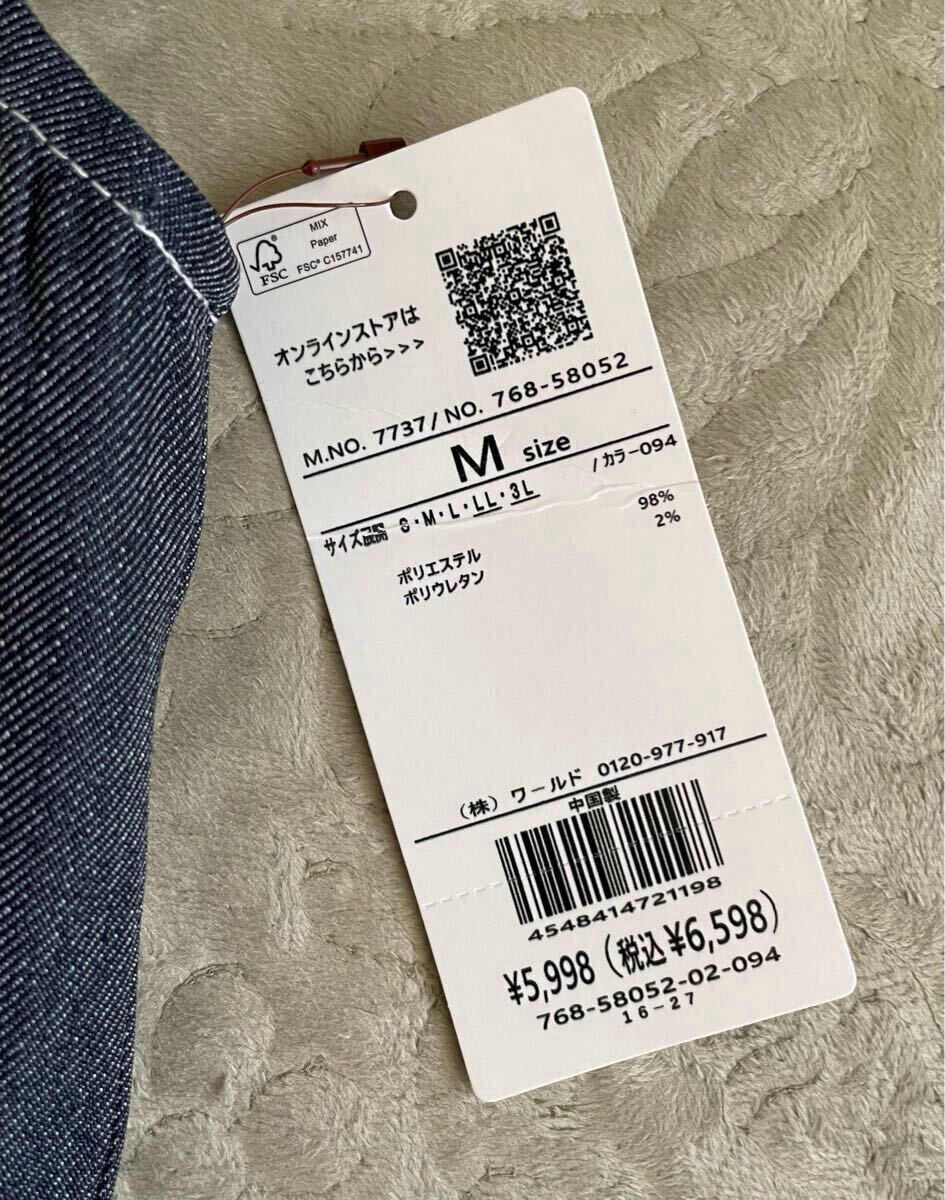 MIX
Paper
FSC® C157741
FSC
オンラインストアは
こちらから>>>
M.NO. 7737/NO. 768-58052
M size
/カラー094
サイズ展開 S・M・L・LL・3L
ポリエステル 98%
ポリウレタン 2%
(株) ワールド 0120-977-917
中国製
4548414721198
¥5,998 (税込¥6,598)
768-58052-02-094
16-27